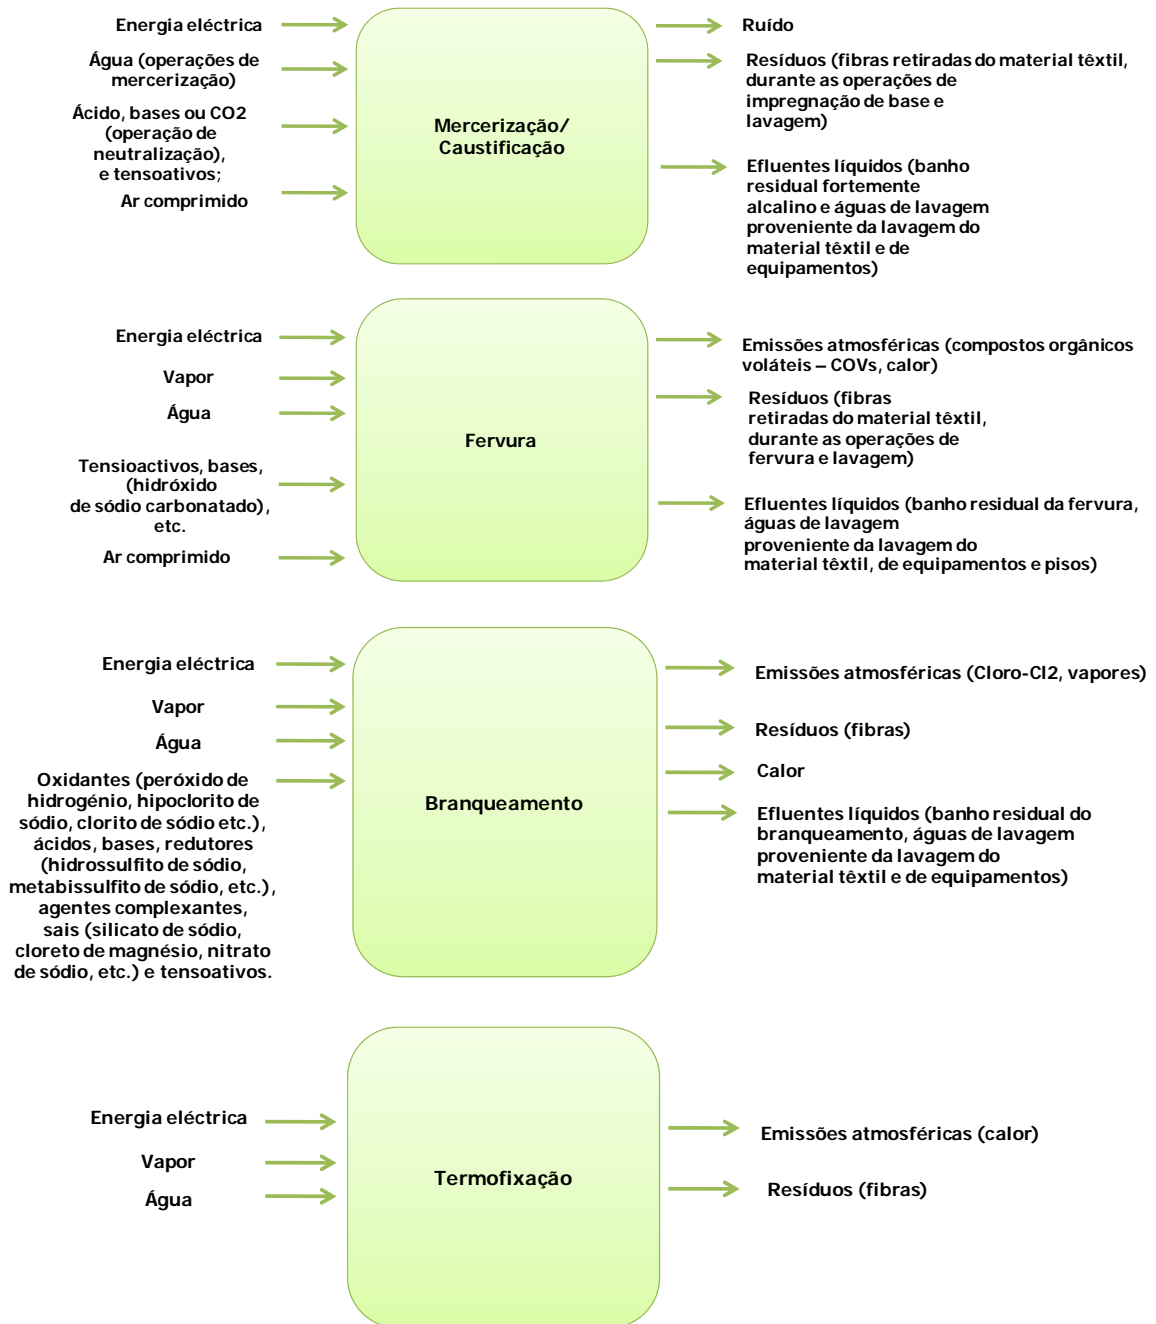 Energia eléctrica
Água (operações de
mercerização)
Ácido, bases ou CO2
(operação de
neutralização),
e tensoativos;
Ar comprimido
Mercerização/
Caustificação
Ruído
Resíduos (fibras retiradas do material têxtil,
durante as operações de
impregnação de base e
lavagem)
Efluentes líquidos (banho
residual fortemente
alcalino e águas de lavagem
proveniente da lavagem do
material têxtil e de
equipamentos)
Energia eléctrica
Vapor
Água
Tensioactivos, bases,
(hidróxido
de sódio carbonatado),
etc.
Ar comprimido
Fervura
Emissões atmosféricas (compostos orgânicos
voláteis – COVs, calor)
Resíduos (fibras
retiradas do material têxtil,
durante as operações de
fervura e lavagem)
Efluentes líquidos (banho residual da fervura,
águas de lavagem
proveniente da lavagem do
material têxtil, de equipamentos e pisos)
Energia eléctrica
Vapor
Água
Oxidantes (peróxido de
hidrogénio, hipoclorito de
sódio, clorito de sódio etc.),
ácidos, bases, redutores
(hidrossulfito de sódio,
metabissulfito de sódio, etc.),
agentes complexantes,
sais (silicato de sódio,
cloreto de magnésio, nitrato
de sódio, etc.) e tensoativos.
Branqueamento
Emissões atmosféricas (Cloro-Cl2, vapores)
Resíduos (fibras)
Calor
Efluentes líquidos (banho residual do
branqueamento, águas de lavagem
proveniente da lavagem do
material têxtil e de equipamentos)
Energia eléctrica
Vapor
Água
Termofixação
Emissões atmosféricas (calor)
Resíduos (fibras)